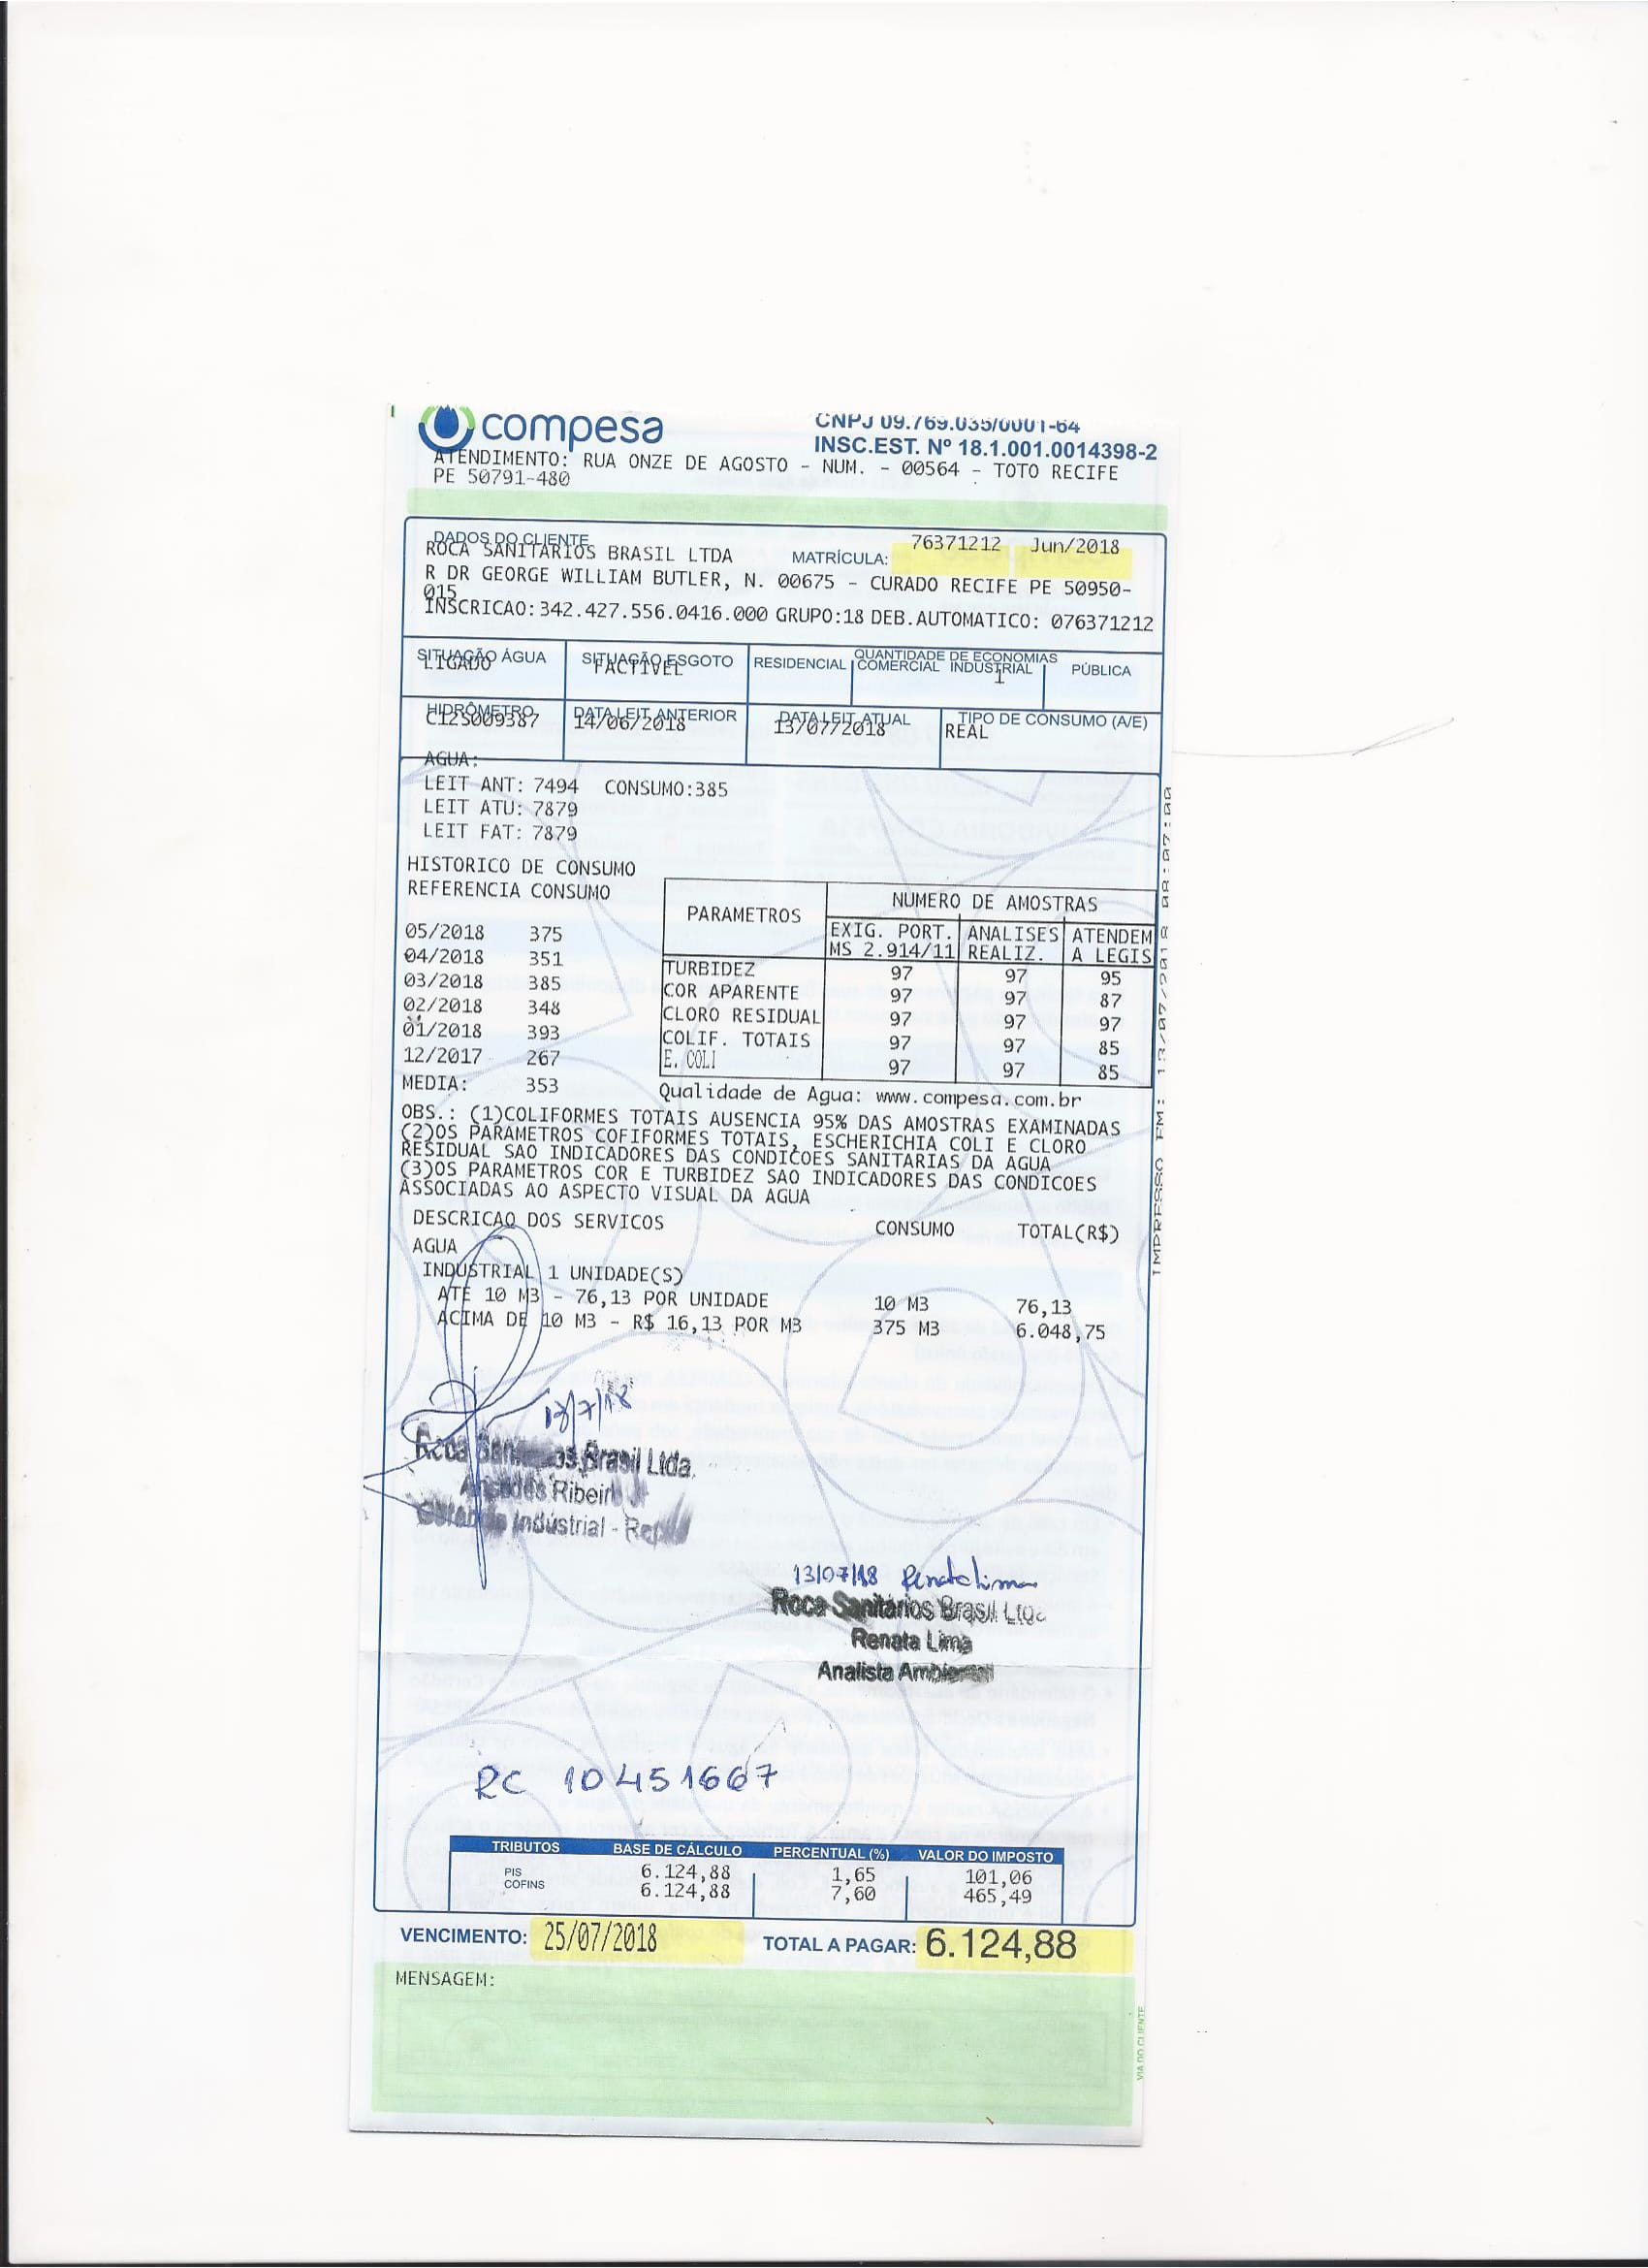 compesa
CNPJ 09.769.035/0001-64
INSC.EST. Nº 18.1.001.0014398-2
ATENDIMENTO: RUA ONZE DE AGOSTO - NUM. - 00564 - TOTO RECIFE
PE 50791-480
DADOS DO CLIENTE
ROCA SANITARIOS BRASIL LTDA MATRÍCULA: 76371212 Jun/2018
R DR GEORGE WILLIAM BUTLER, N. 00675 - CURADO RECIFE PE 50950-
015
INSCRICAO:342.427.556.0416.000 GRUPO:18 DEB.AUTOMATICO: 076371212
SITUAÇÃO ÁGUA SITUAÇÃO ESGOTO RESIDENCIAL QUANTIDADE DE ECONOMIAS COMERCIAL INDUSTRIAL PÚBLICA
LIGADO FACTIVEL 1
HIDRÔMETRO DATA LEIT ANTERIOR DATA LEIT ATUAL TIPO DE CONSUMO (A/E)
C12S009387 14/06/2018 13/07/2018 REAL
AGUA:
LEIT ANT: 7494 CONSUMO:385
LEIT ATU: 7879
LEIT FAT: 7879
HISTORICO DE CONSUMO
REFERENCIA CONSUMO
05/2018 375
04/2018 351
03/2018 385
02/2018 348
01/2018 393
12/2017 267
MEDIA: 353
PARAMETROS NUMERO DE AMOSTRAS
EXIG. PORT. ANALISES ATENDEM
MS 2.914/11 REALIZ. A LEGIS
TURBIDEZ 97 97 95
COR APARENTE 97 97 87
CLORO RESIDUAL 97 97 97
COLIF. TOTAIS 97 97 85
E. COLI 97 97 85
Qualidade de Agua: www.compesa.com.br
OBS.: (1)COLIFORMES TOTAIS AUSENCIA 95% DAS AMOSTRAS EXAMINADAS
(2)OS PARAMETROS COFIFORMES TOTAIS, ESCHERICHIA COLI E CLORO
RESIDUAL SAO INDICADORES DAS CONDICOES SANITARIAS DA AGUA
(3)OS PARAMETROS COR E TURBIDEZ SAO INDICADORES DAS CONDICOES
ASSOCIADAS AO ASPECTO VISUAL DA AGUA
DESCRICAO DOS SERVICOS CONSUMO TOTAL(R$)
AGUA
INDUSTRIAL 1 UNIDADE(S)
ATE 10 M3 - 76,13 POR UNIDADE 10 M3 76,13
ACIMA DE 10 M3 - R$ 16,13 POR M3 375 M3 6.048,75
IMPRESSO EM: 13/07/2018 08:07:00
13/7/18
Roca Sanitários Brasil Ltda.
Ribeiro Jr
Indústrial
13/07/18 Renata Lima
Roca Sanitários Brasil Ltda
Renata Lima
Analista Ambiental
RC 10451667
TRIBUTOS BASE DE CÁLCULO PERCENTUAL (%) VALOR DO IMPOSTO
PIS 6.124,88 1,65 101,06
COFINS 6.124,88 7,60 465,49
VENCIMENTO: 25/07/2018 TOTAL A PAGAR: 6.124,88
MENSAGEM:
VIA DO CLIENTE